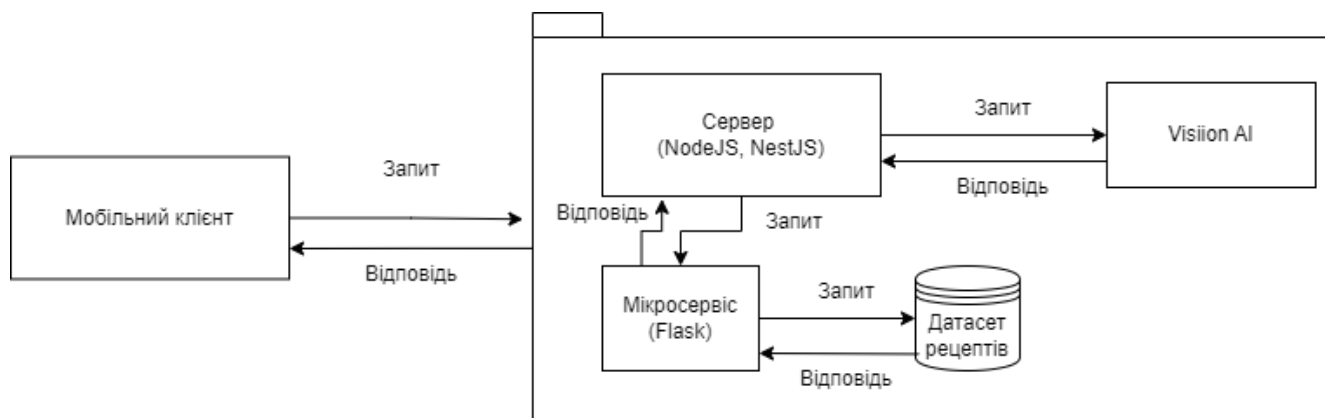 Мобільний клієнт
Запит
Відповідь
Сервер
(NodeJS, NestJS)
Запит
Відповідь
Visiion AI
Відповідь
Запит
Мікросервіс
(Flask)
Запит
Відповідь
Датасет
рецептів